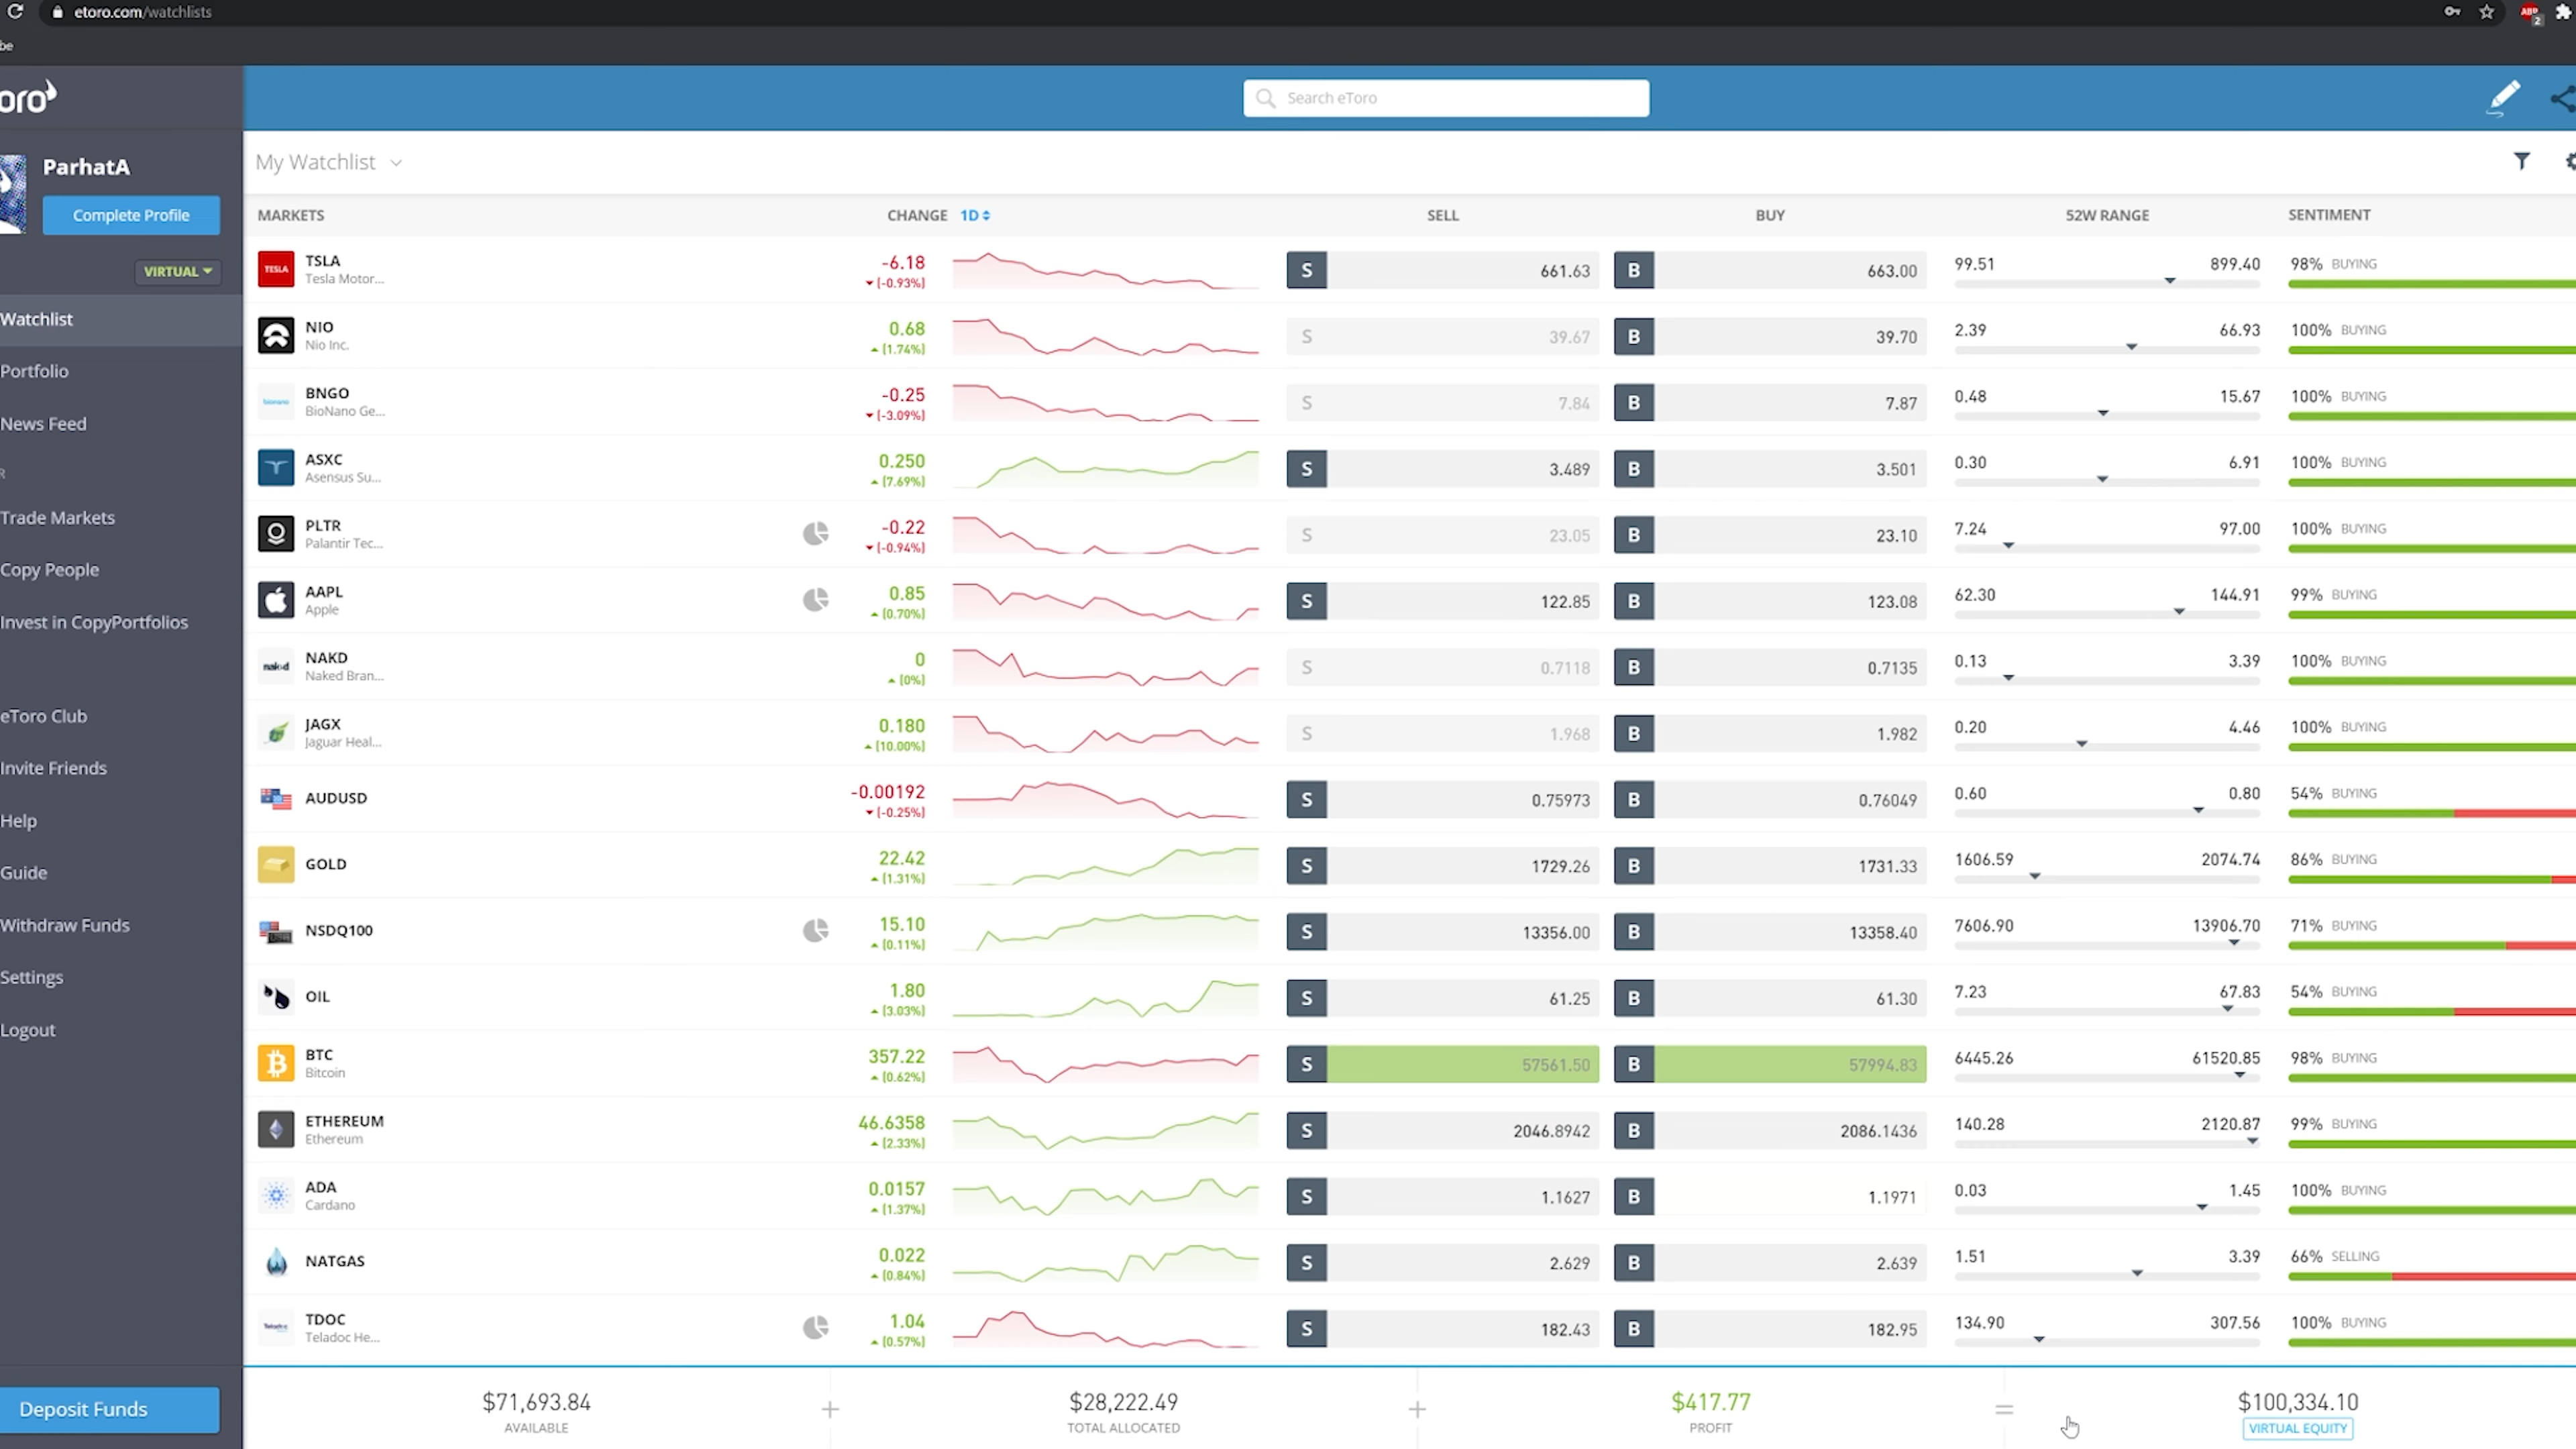 etoro.com/watchlists
ABP
2
be
oro
Search eToro
ParhatA
Complete Profile
VIRTUAL
Watchlist
Portfolio
News Feed
R
Trade Markets
Copy People
Invest in CopyPortfolios
eToro Club
Invite Friends
Help
Guide
Withdraw Funds
Settings
Logout
Deposit Funds
My Watchlist
MARKETS CHANGE 1D SELL BUY 52W RANGE SENTIMENT
TESLA TSLA -6.18 S 661.63 B 663.00 99.51 899.40 98% BUYING
Tesla Motor... (-0.93%)
NIO 0.68 S 39.67 B 39.70 2.39 66.93 100% BUYING
Nio Inc. (1.74%)
bionano BNGO -0.25 S 7.84 B 7.87 0.48 15.67 100% BUYING
BioNano Ge... (-3.09%)
ASXC 0.250 S 3.489 B 3.501 0.30 6.91 100% BUYING
Asensus Su... (7.69%)
PLTR -0.22 S 23.05 B 23.10 7.24 97.00 100% BUYING
Palantir Tec... (-0.94%)
AAPL 0.85 S 122.85 B 123.08 62.30 144.91 99% BUYING
Apple (0.70%)
nakd NAKD 0 S 0.7118 B 0.7135 0.13 3.39 100% BUYING
Naked Bran... (0%)
JAGX 0.180 S 1.968 B 1.982 0.20 4.46 100% BUYING
Jaguar Heal... (10.00%)
AUDUSD -0.00192 S 0.75973 B 0.76049 0.60 0.80 54% BUYING
(-0.25%)
GOLD 22.42 S 1729.26 B 1731.33 1606.59 2074.74 86% BUYING
(1.31%)
NSDQ100 15.10 S 13356.00 B 13358.40 7606.90 13906.70 71% BUYING
(0.11%)
OIL 1.80 S 61.25 B 61.30 7.23 67.83 54% BUYING
(3.03%)
BTC 357.22 S 57561.50 B 57994.83 6445.26 61520.85 98% BUYING
Bitcoin (0.62%)
ETHEREUM 46.6358 S 2046.8942 B 2086.1436 140.28 2120.87 99% BUYING
Ethereum (2.33%)
ADA 0.0157 S 1.1627 B 1.1971 0.03 1.45 100% BUYING
Cardano (1.37%)
NATGAS 0.022 S 2.629 B 2.639 1.51 3.39 66% SELLING
(0.84%)
Teladoc TDOC 1.04 S 182.43 B 182.95 134.90 307.56 100% BUYING
Teladoc He... (0.57%)
$71,693.84 + $28,222.49 + $417.77 = $100,334.10
AVAILABLE TOTAL ALLOCATED PROFIT VIRTUAL EQUITY